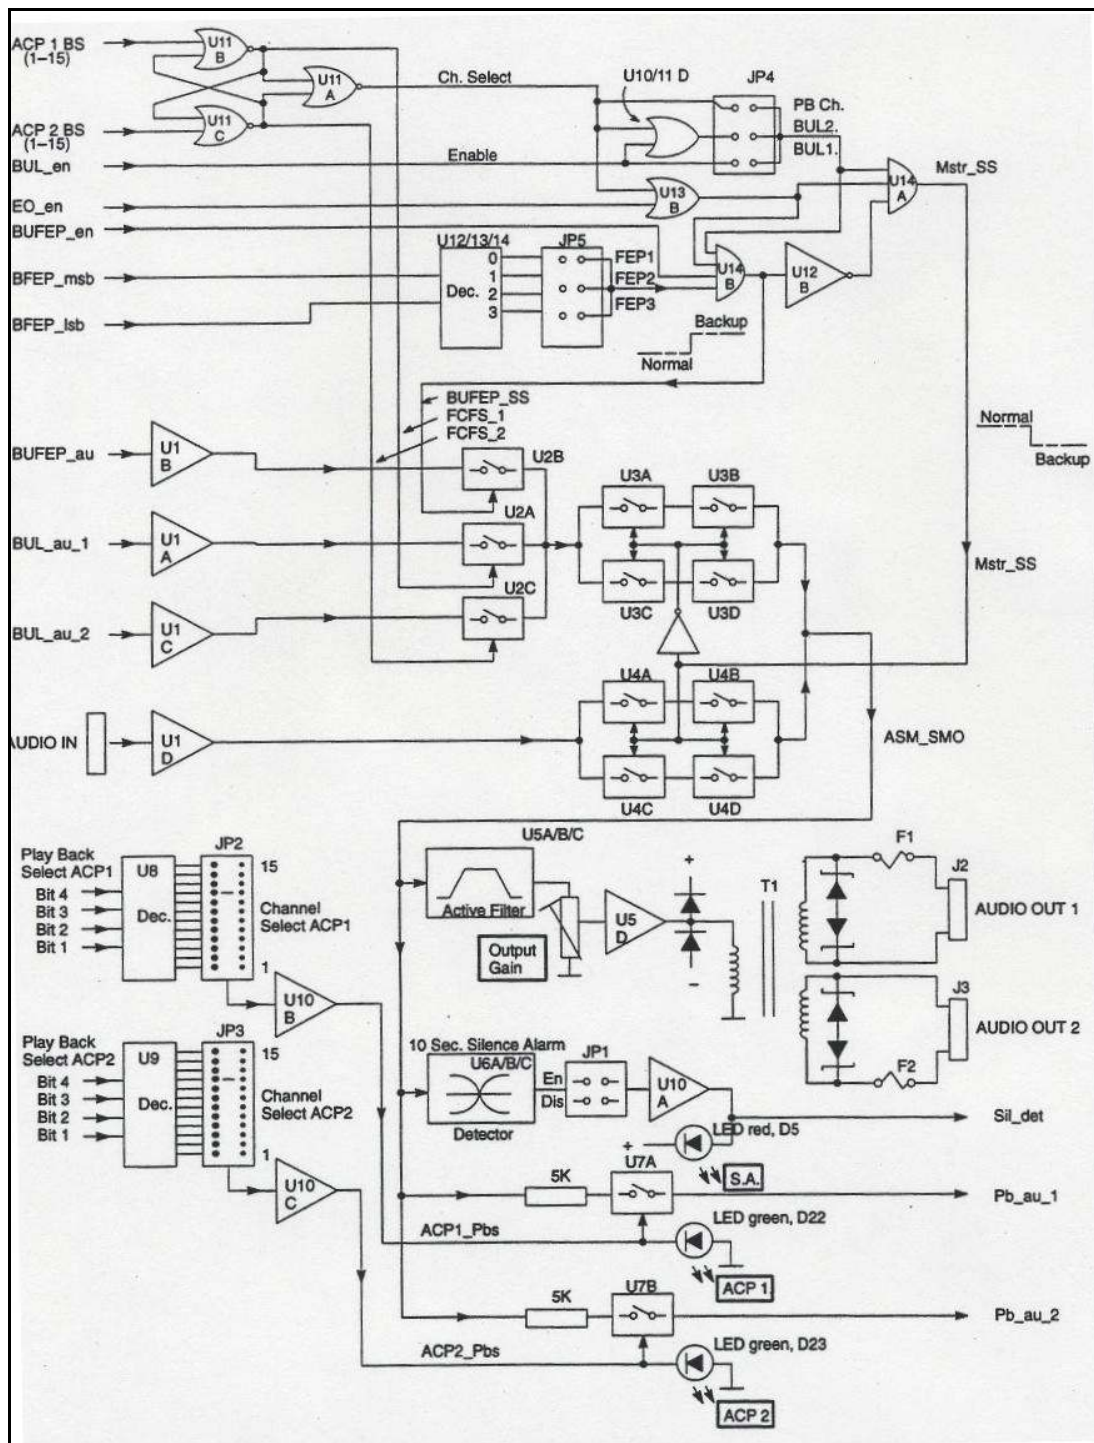 ACP 1 BS
(1–15)
U11
B
U11
A
Ch. Select
U10/11 D
JP4
PB Ch.
BUL2.
BUL1.
U11
C
ACP 2 BS
(1–15)
BUL_en
Enable
U14
A
Mstr_SS
EO_en
U13
B
BUFEP_en
U12/13/14
JP5
BFEP_msb
Dec.
0
1
2
3
FEP1
FEP2
FEP3
U14
B
U12
B
BFEP_lsb
Backup
Normal
BUFEP_SS
FCFS_1
FCFS_2
Normal
Backup
BUFEP_au
U1
B
U2B
U3A
U3B
U2A
BUL_au_1
U1
A
Mstr_SS
U2C
U3C
U3D
BUL_au_2
U1
C
U4A
U4B
AUDIO IN
U1
D
ASM_SMO
U4C
U4D
U5A/B/C
JP2
Play Back
Select ACP1
U8
15
Bit 4
Bit 3
Bit 2
Bit 1
Dec.
Channel
Select ACP1
1
Active Filter
Output
Gain
U5
D
+
–
T1
F1
J2
AUDIO OUT 1
U10
B
J3
AUDIO OUT 2
F2
JP3
Play Back
Select ACP2
U9
15
Bit 4
Bit 3
Bit 2
Bit 1
Dec.
Channel
Select ACP2
1
10 Sec. Silence Alarm
U6A/B/C
JP1
En
Dis
U10
A
Detector
Sil_det
LED red, D5
+
S.A.
U10
C
5K
U7A
Pb_au_1
ACP1_Pbs
LED green, D22
ACP 1
5K
U7B
Pb_au_2
ACP2_Pbs
LED green, D23
ACP 2